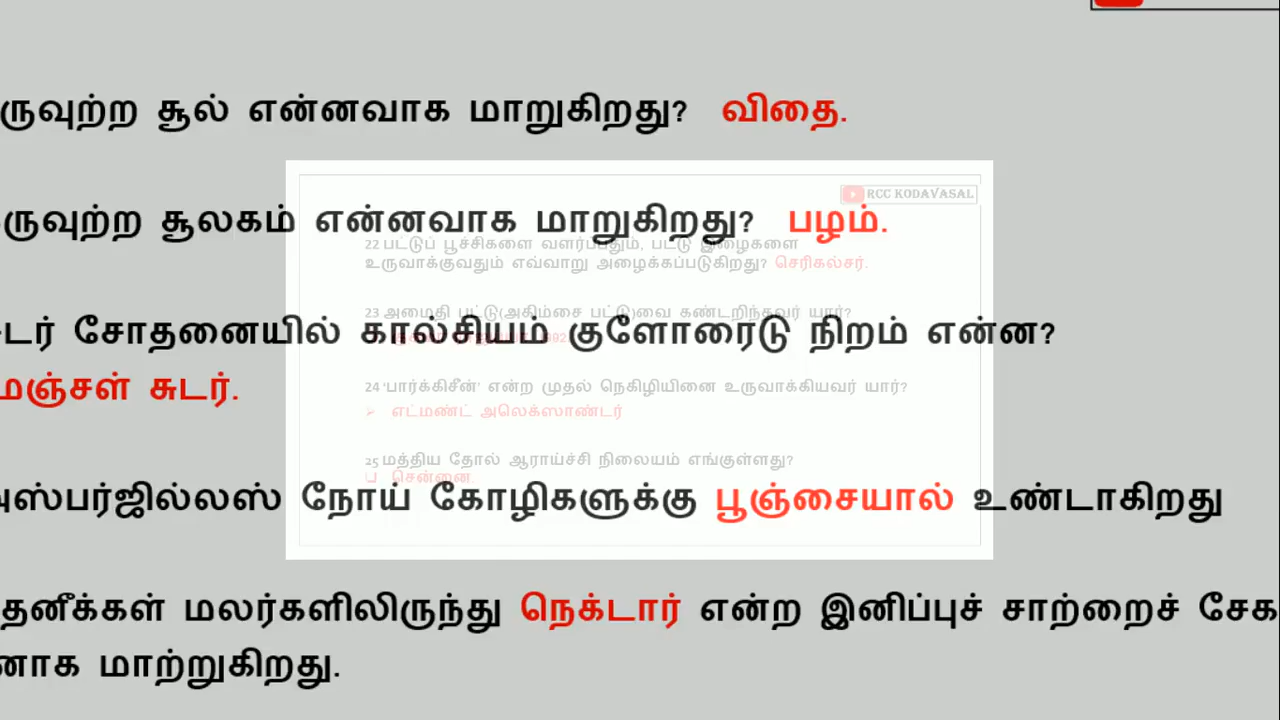 ருவுற்ற சூல் என்னவாக மாறுகிறது? விதை.
RCC KODAVASAL
ருவுற்ற சூலகம் என்னவாக மாறுகிறது? பழம்.
22 பட்டுப் பூச்சிகளை வளர்ப்பதும், பட்டு இழைகளை
உருவாக்குவதும் எவ்வாறு அழைக்கப்படுகிறது? செரிகல்சர்.
23 அமைதி பட்டு(அகிம்சை பட்டு)வை கண்டறிந்தவர் யார்?
டர் சோதனையில் கால்சியம் குளோரைடு நிறம் என்ன?
மஞ்சள் சுடர்.
24 'பார்க்கிசீன்' என்ற முதல் நெகிழியினை உருவாக்கியவர் யார்?
எட்மண்ட் அலெக்ஸாண்டர்
25 மத்திய தோல் ஆராய்ச்சி நிலையம் எங்குள்ளது?
சென்னை.
அஸ்பர்ஜில்லஸ் நோய் கோழிகளுக்கு பூஞ்சையால் உண்டாகிறது
தனீக்கள் மலர்களிலிருந்து நெக்டார் என்ற இனிப்புச் சாற்றைச் சேக
னாக மாற்றுகிறது.